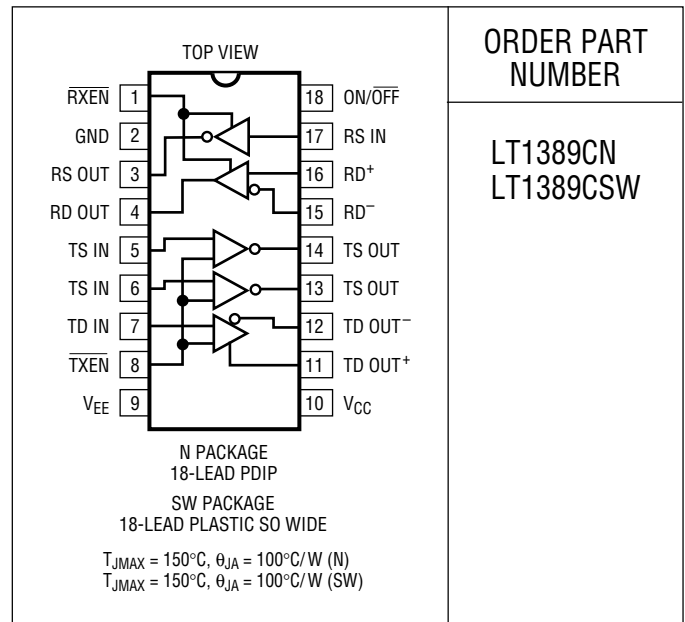 TOP VIEW
R̅X̅E̅N̅ 1
GND 2
RS OUT 3
RD OUT 4
TS IN 5
TS IN 6
TD IN 7
T̅X̅E̅N̅ 8
VEE 9
18 ON/O̅F̅F̅
17 RS IN
16 RD+
15 RD−
14 TS OUT
13 TS OUT
12 TD OUT−
11 TD OUT+
10 VCC
N PACKAGE
18-LEAD PDIP
SW PACKAGE
18-LEAD PLASTIC SO WIDE
TJMAX = 150°C, θJA = 100°C/W (N)
TJMAX = 150°C, θJA = 100°C/W (SW)
ORDER PART
NUMBER
LT1389CN
LT1389CSW